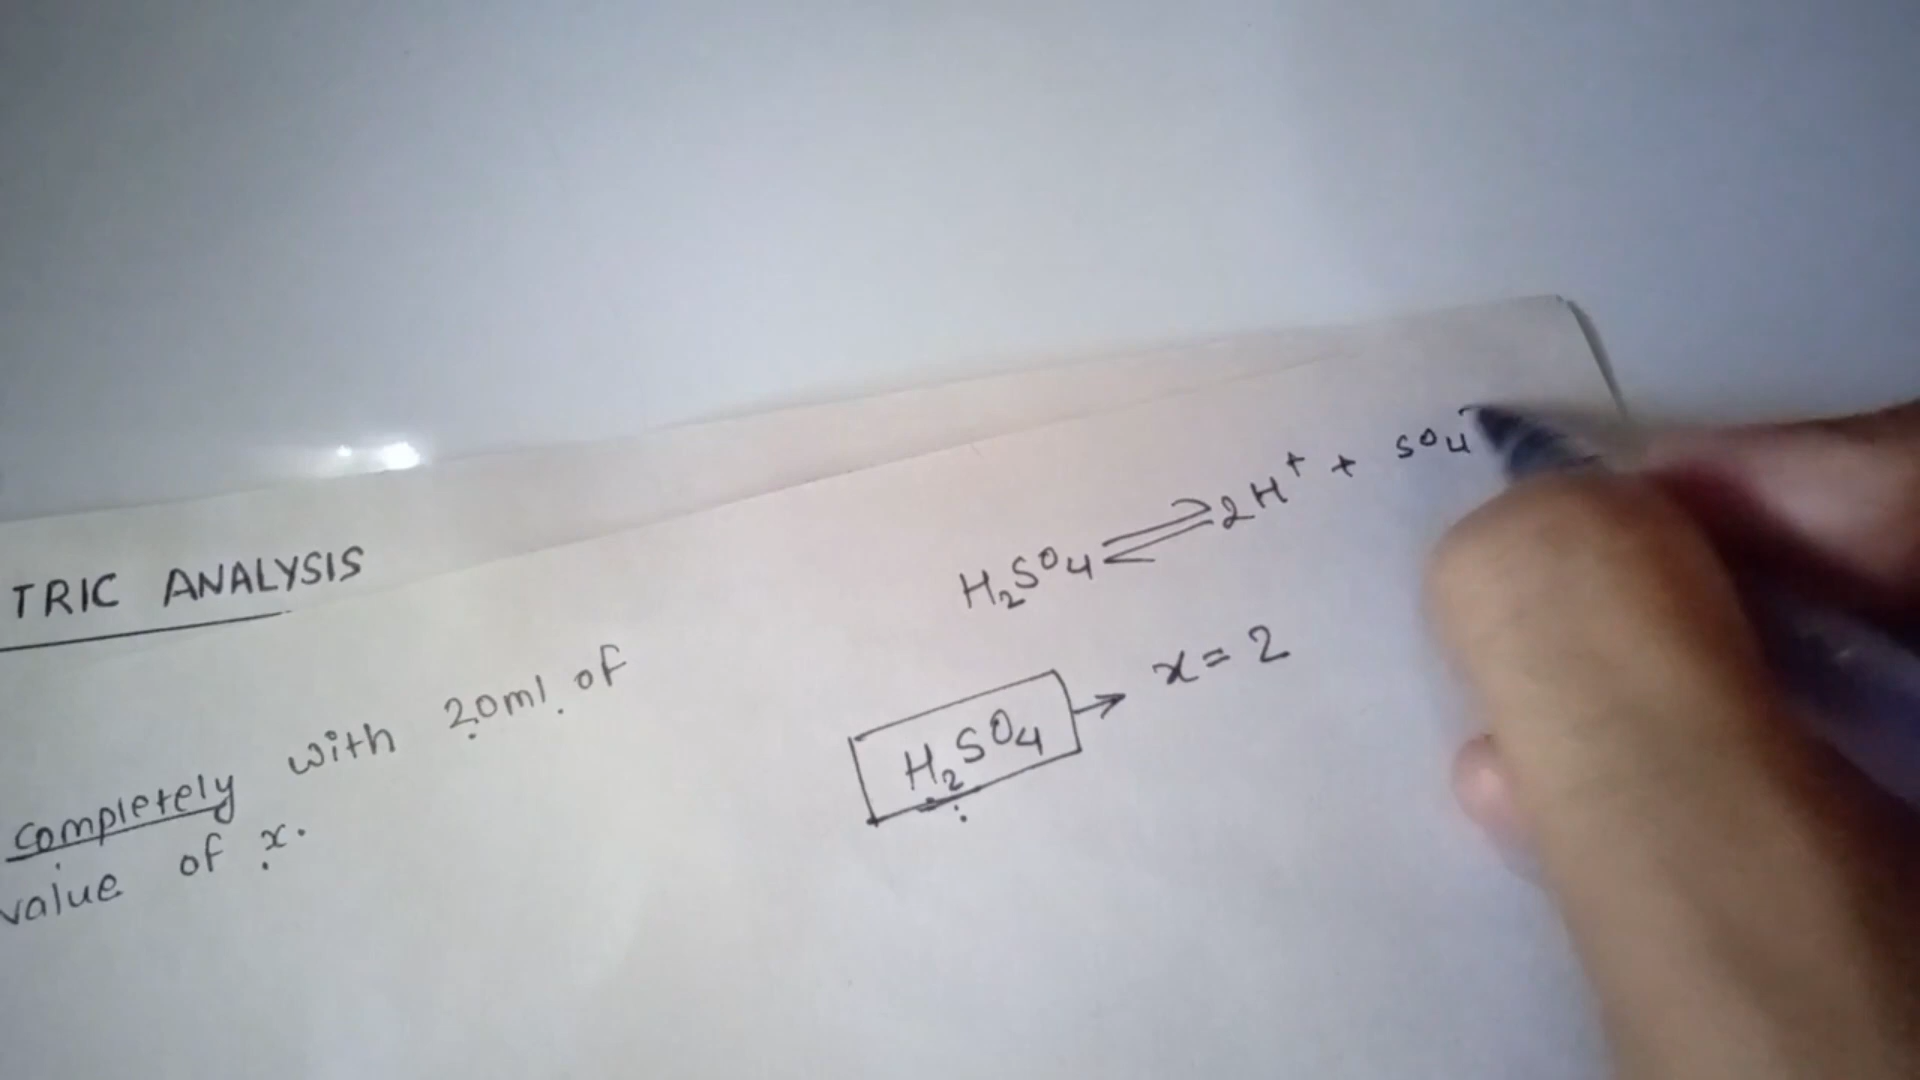 TRIC ANALYSIS
completely with 20ml of
value of x.
H₂SO₄ ⇌ 2H⁺ + SO₄⁻
H₂SO₄ → x = 2